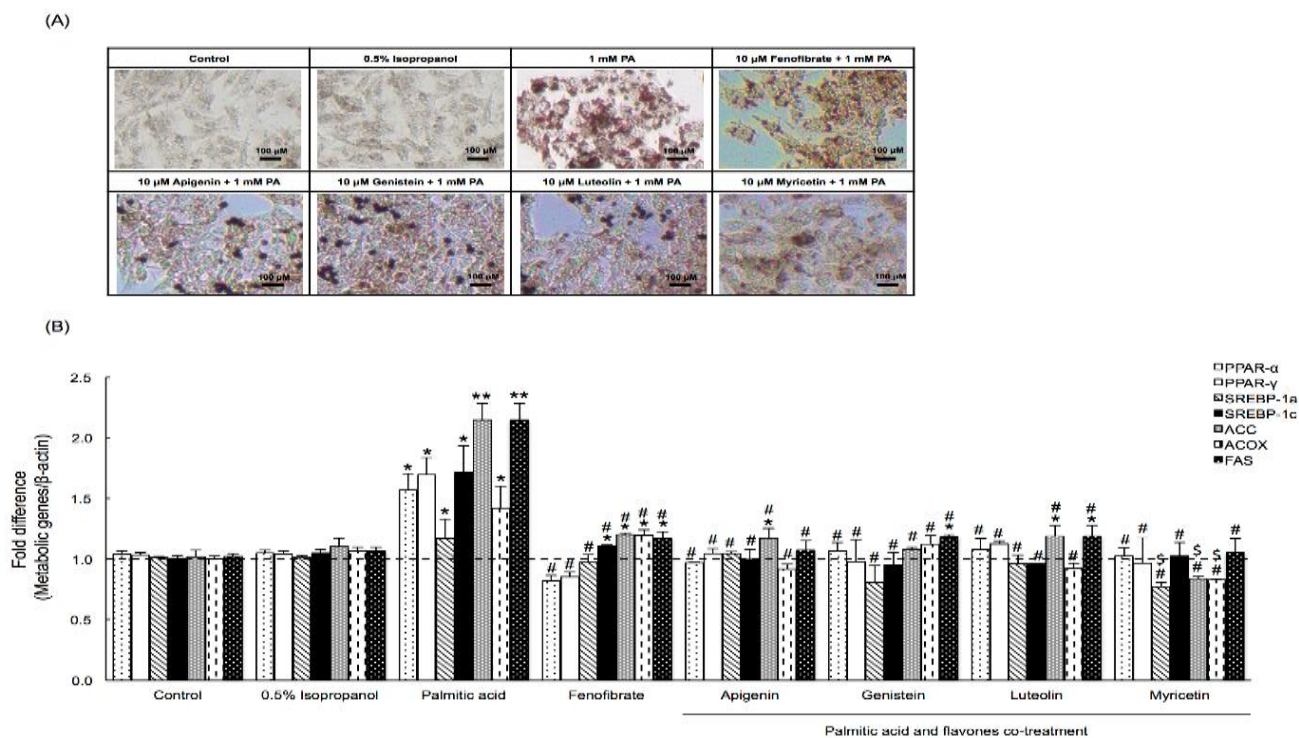 (A)
Control 0.5% Isopropanol 1 mM PA 10 µM Fenofibrate + 1 mM PA
100 µM 100 µM 100 µM 100 µM
10 µM Apigenin + 1 mM PA 10 µM Genistein + 1 mM PA 10 µM Luteolin + 1 mM PA 10 µM Myricetin + 1 mM PA
100 µM 100 µM 100 µM 100 µM
(B)
Fold difference
(Metabolic genes/β-actin)
2.5
2.0
1.5
1.0
0.5
0.0
* * * * ** * **
# # # #* #* #* #*
# # # # #* # #
# # # # # # #*
# # # # #* # #*
# # $# # $# $# #
PPAR-α
PPAR-γ
SREBP-1a
SREBP-1c
ACC
ACOX
FAS
Control 0.5% Isopropanol Palmitic acid Fenofibrate Apigenin Genistein Luteolin Myricetin
Palmitic acid and flavones co-treatment